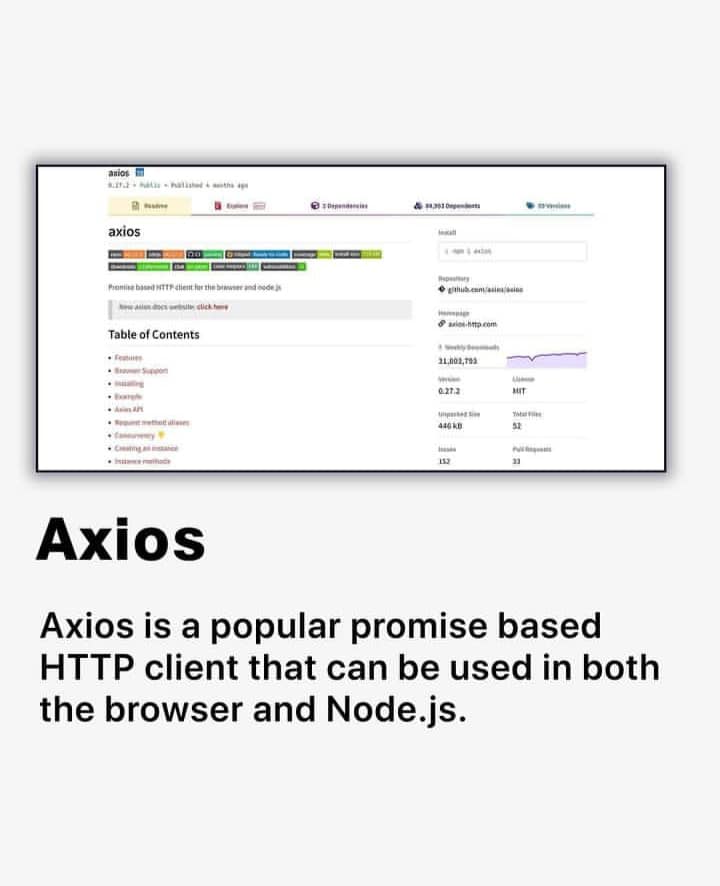 axios
0.27.2 • Public • Published 4 months ago
Readme
Explore
3 Dependencies
84,393 Dependents
Versions
axios
Promise based HTTP client for the browser and node.js
New axios docs website: click here
Table of Contents
• Features
• Browser Support
• Installing
• Example
• Axios API
• Request method aliases
• Concurrency 👎
• Creating an instance
• Instance methods
Install
npm i axios
Repository
github.com/axios/axios
Homepage
axios-http.com
Weekly Downloads
31,003,793
Version License
0.27.2 MIT
Unpacked Size Total Files
446 kB 52
Issues Pull Requests
152 33
Axios
Axios is a popular promise based
HTTP client that can be used in both
the browser and Node.js.